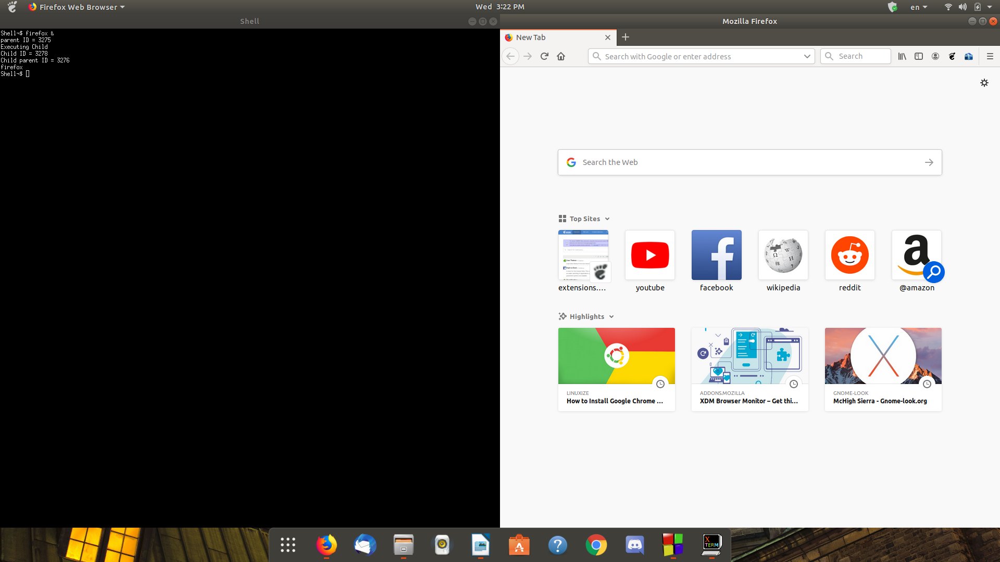 Firefox Web Browser
Wed 3:22 PM
en
Shell
Shell¬$ firefox &
parent ID = 3275
Executing Child
Child ID = 3278
Child parent ID = 3276
firefox
Shell¬$
Mozilla Firefox
New Tab
Search with Google or enter address
Search
Search the Web
Top Sites
extensions....
youtube
facebook
wikipedia
reddit
@amazon
Highlights
LINUXIZE
How to Install Google Chrome ...
ADDONS.MOZILLA
XDM Browser Monitor – Get thi...
GNOME-LOOK
McHigh Sierra - Gnome-look.org
X
TERM